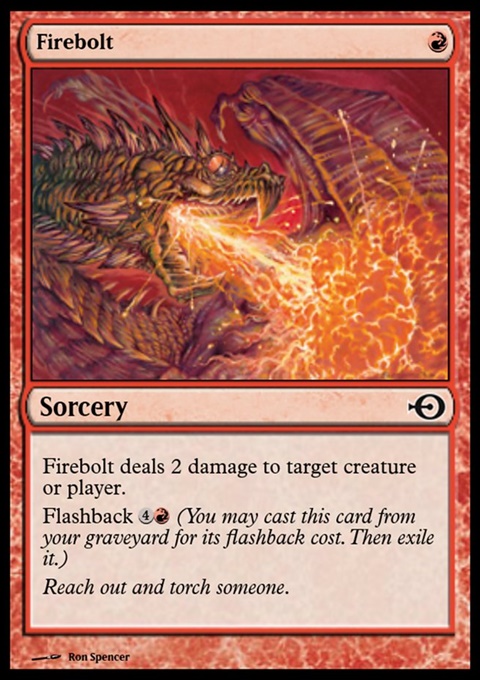 Firebolt
Sorcery
Firebolt deals 2 damage to target creature
or player.
Flashback 4 (You may cast this card from
your graveyard for its flashback cost. Then exile
it.)
Reach out and torch someone.
Ron Spencer